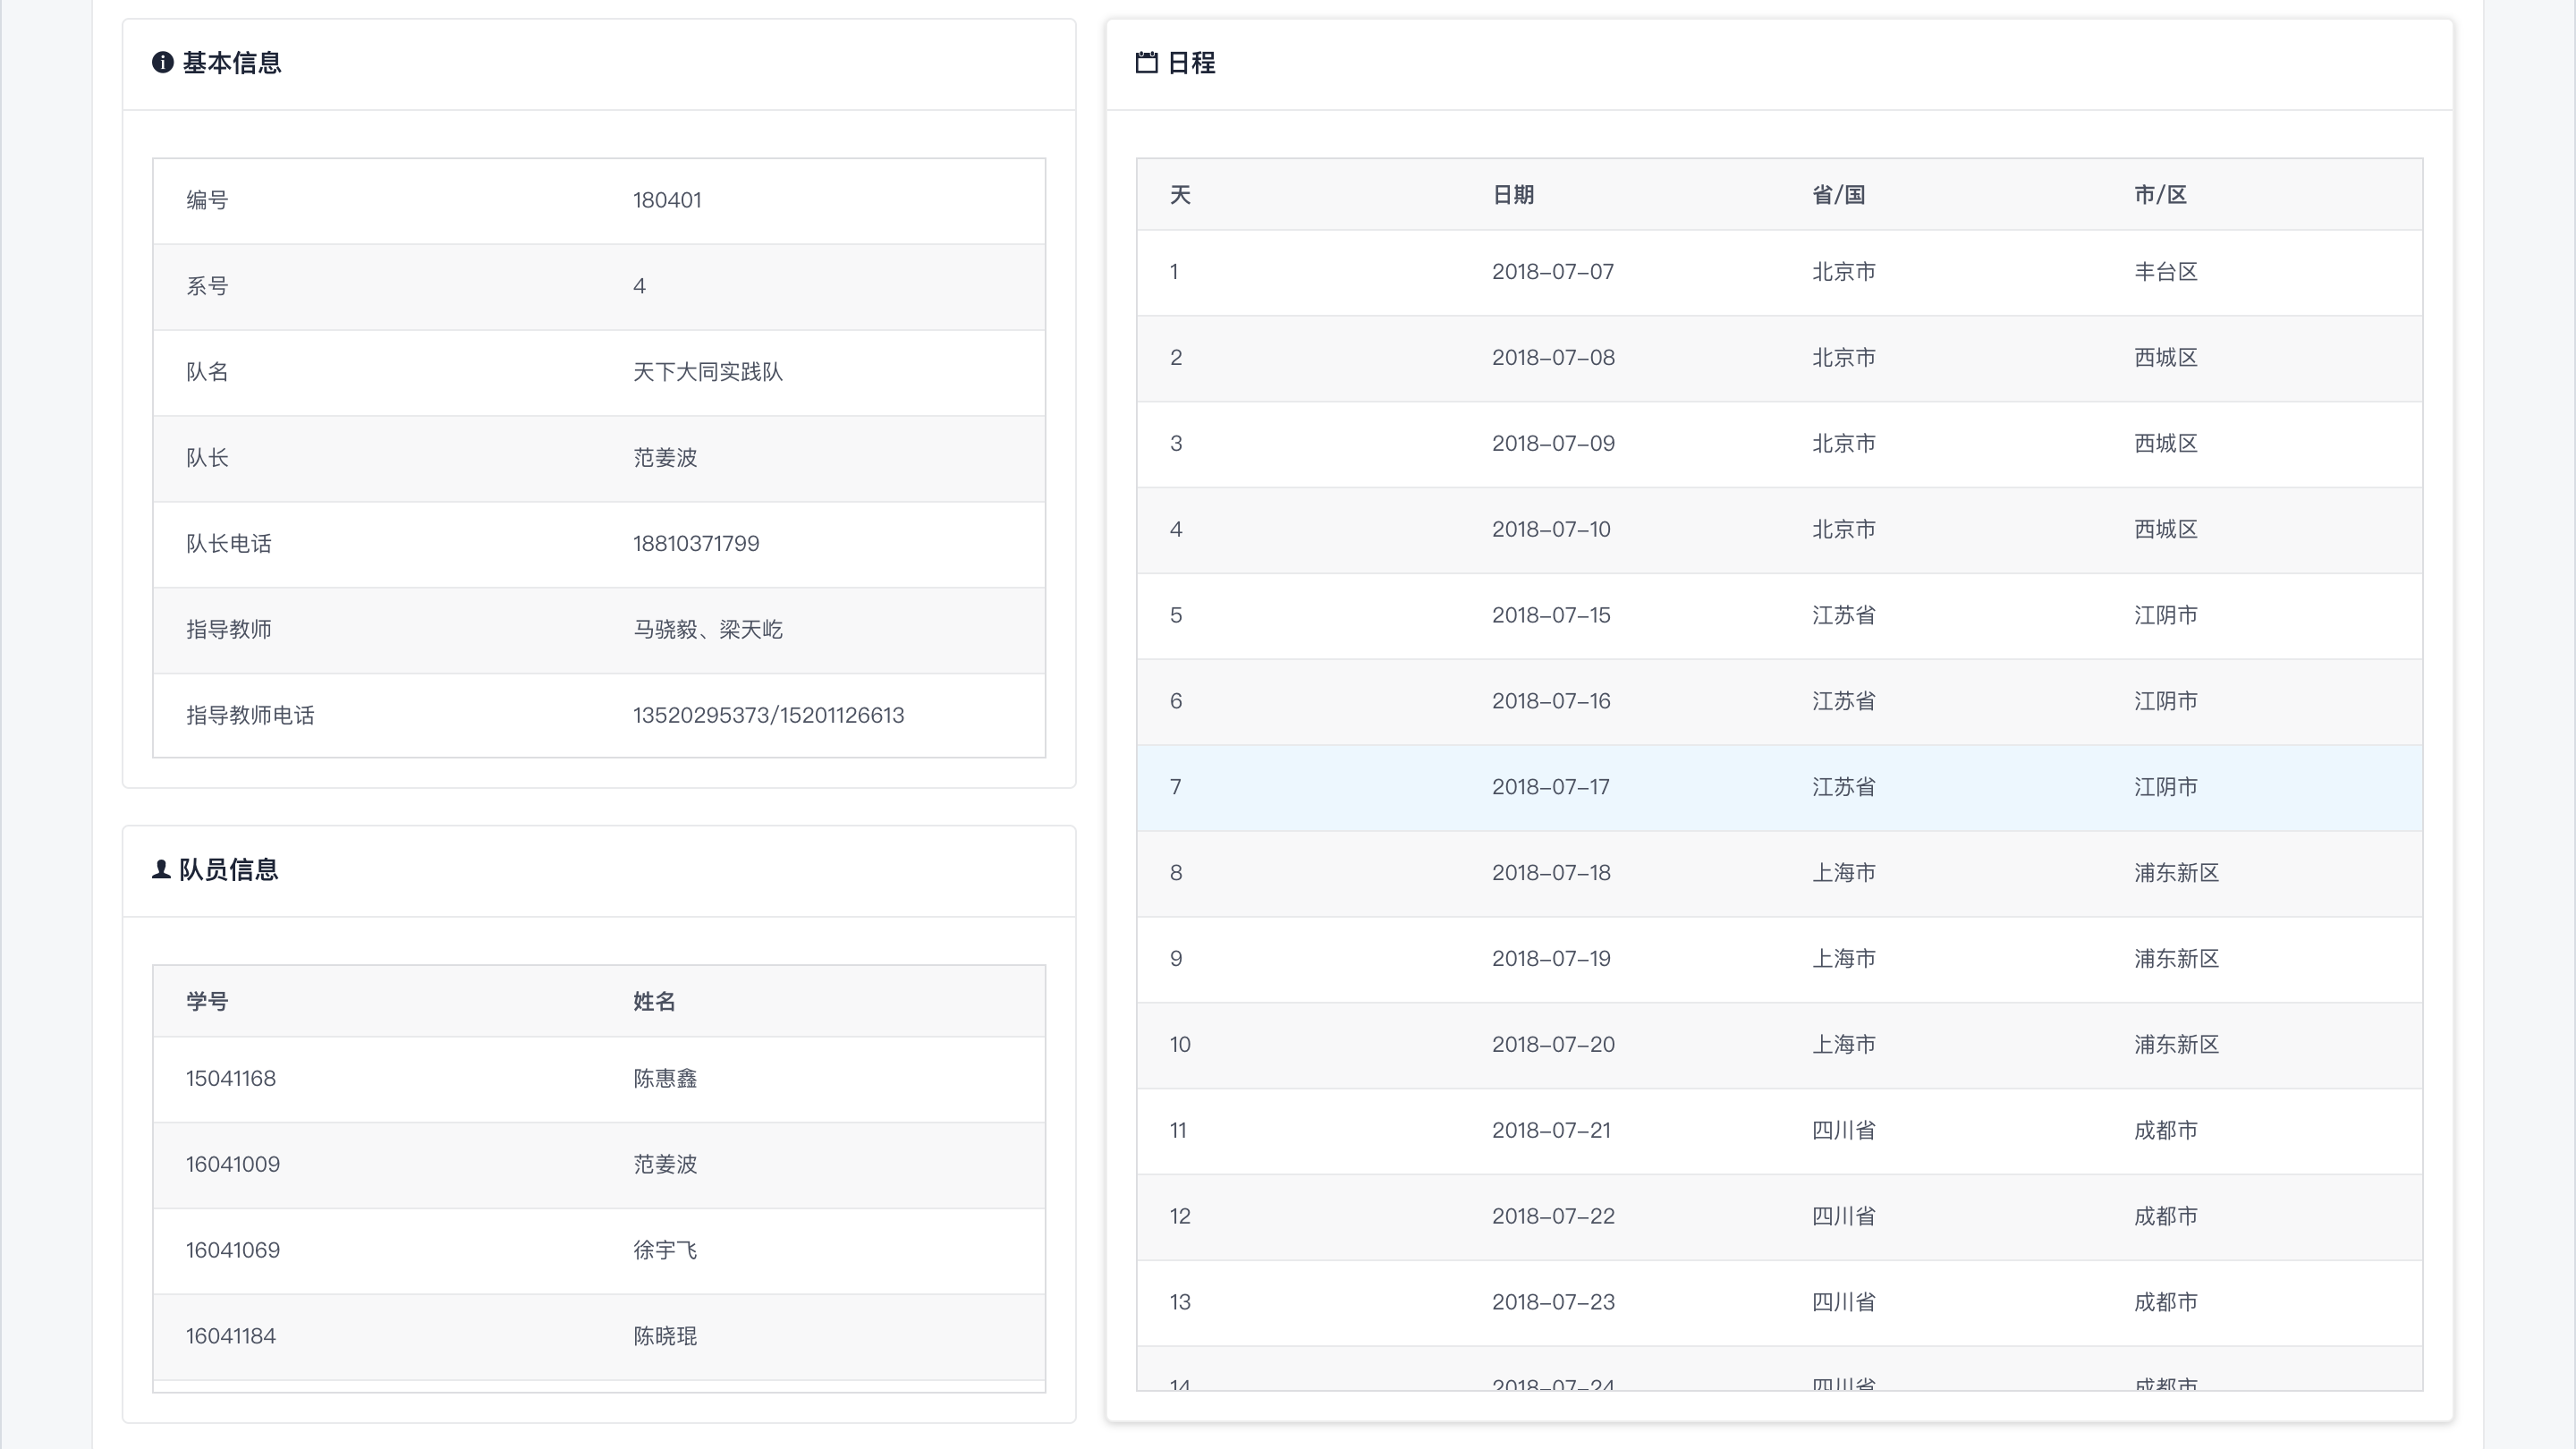 基本信息
编号 180401
系号 4
队名 天下大同实践队
队长 范姜波
队长电话 18810371799
指导教师 马骁毅、梁天屹
指导教师电话 13520295373/15201126613
队员信息
学号 姓名
15041168 陈惠鑫
16041009 范姜波
16041069 徐宇飞
16041184 陈晓琨
日程
天 日期 省/国 市/区
1 2018-07-07 北京市 丰台区
2 2018-07-08 北京市 西城区
3 2018-07-09 北京市 西城区
4 2018-07-10 北京市 西城区
5 2018-07-15 江苏省 江阴市
6 2018-07-16 江苏省 江阴市
7 2018-07-17 江苏省 江阴市
8 2018-07-18 上海市 浦东新区
9 2018-07-19 上海市 浦东新区
10 2018-07-20 上海市 浦东新区
11 2018-07-21 四川省 成都市
12 2018-07-22 四川省 成都市
13 2018-07-23 四川省 成都市
14 2018-07-24 四川省 成都市